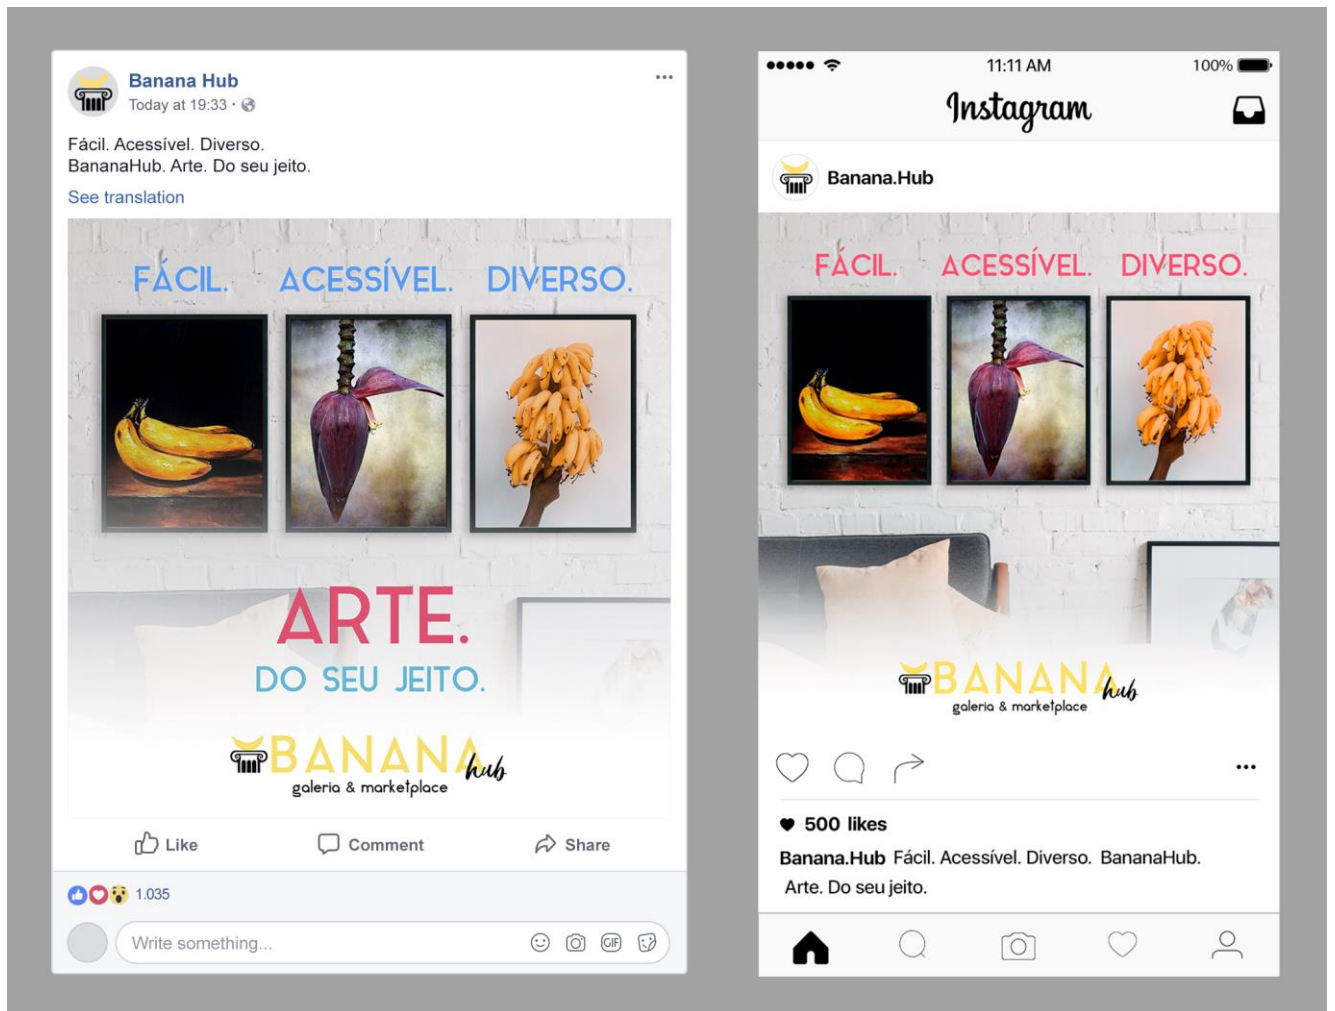 Banana Hub
Today at 19:33 ·
Fácil. Acessível. Diverso.
BananaHub. Arte. Do seu jeito.
See translation
FÁCIL. ACESSÍVEL. DIVERSO.
ARTE.
DO SEU JEITO.
BANANA hub
galeria & marketplace
Like Comment Share
1.035
Write something...
GIF
11:11 AM 100%
Instagram
Banana.Hub
FÁCIL. ACESSÍVEL. DIVERSO.
BANANA hub
galeria & marketplace
500 likes
Banana.Hub Fácil. Acessível. Diverso. BananaHub.
Arte. Do seu jeito.